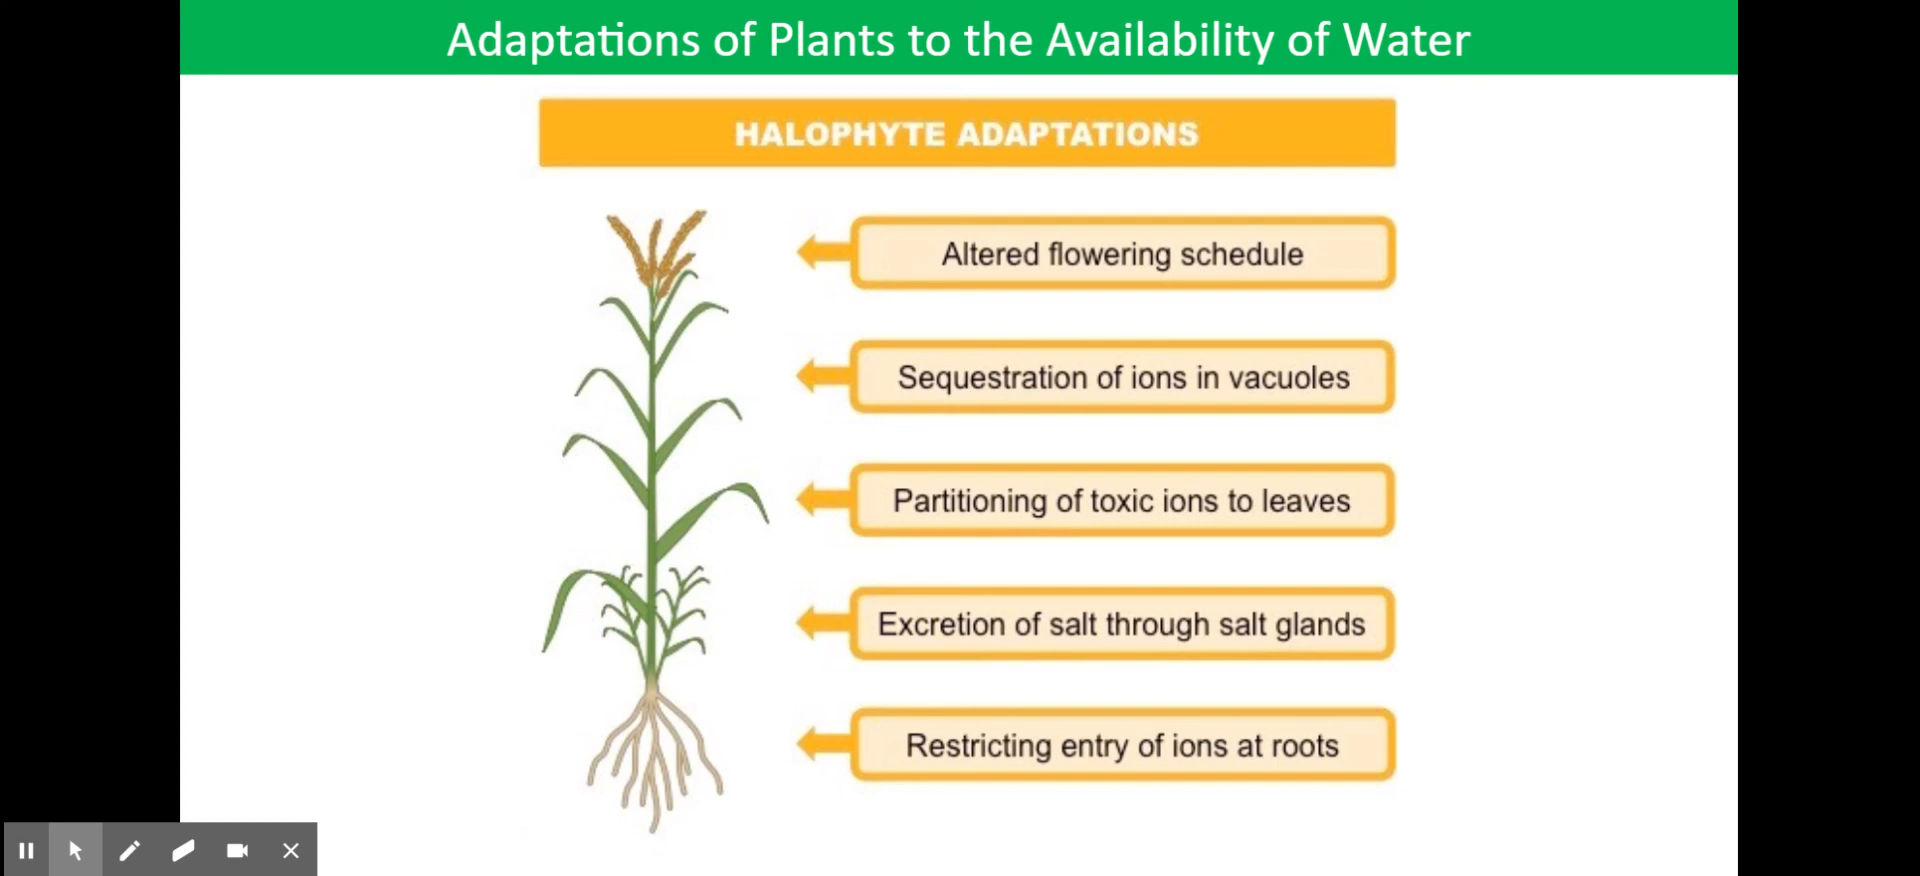 Adaptations of Plants to the Availability of Water
HALOPHYTE ADAPTATIONS
Altered flowering schedule
Sequestration of ions in vacuoles
Partitioning of toxic ions to leaves
Excretion of salt through salt glands
Restricting entry of ions at roots